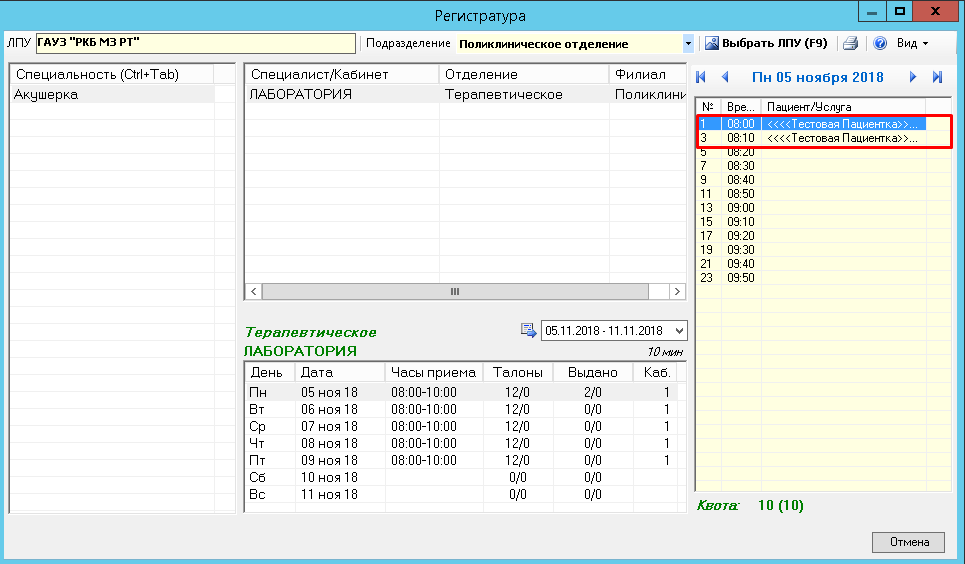 Регистратура
ЛПУ ГАУЗ "РКБ МЗ РТ" Подразделение Поликлиническое отделение Выбрать ЛПУ (F9) Вид
Специальность (Ctrl+Tab)
Акушерка
Специалист/Кабинет Отделение Филиал
ЛАБОРАТОРИЯ Терапевтическое Поликлини
Терапевтическое 05.11.2018 - 11.11.2018
ЛАБОРАТОРИЯ 10 мин
День Дата Часы приема Талоны Выдано Каб.
Пн 05 ноя 18 08:00-10:00 12/0 2/0 1
Вт 06 ноя 18 08:00-10:00 12/0 0/0 1
Ср 07 ноя 18 08:00-10:00 12/0 0/0 1
Чт 08 ноя 18 08:00-10:00 12/0 0/0 1
Пт 09 ноя 18 08:00-10:00 12/0 0/0 1
Сб 10 ноя 18 0/0 0/0
Вс 11 ноя 18 0/0 0/0
Пн 05 ноября 2018
№ Вре... Пациент/Услуга
1 08:00 <<<<Тестовая Пациентка>>...
3 08:10 <<<<Тестовая Пациентка>>...
5 08:20
7 08:30
9 08:40
11 08:50
13 09:00
15 09:10
17 09:20
19 09:30
21 09:40
23 09:50
Квота: 10 (10)
Отмена